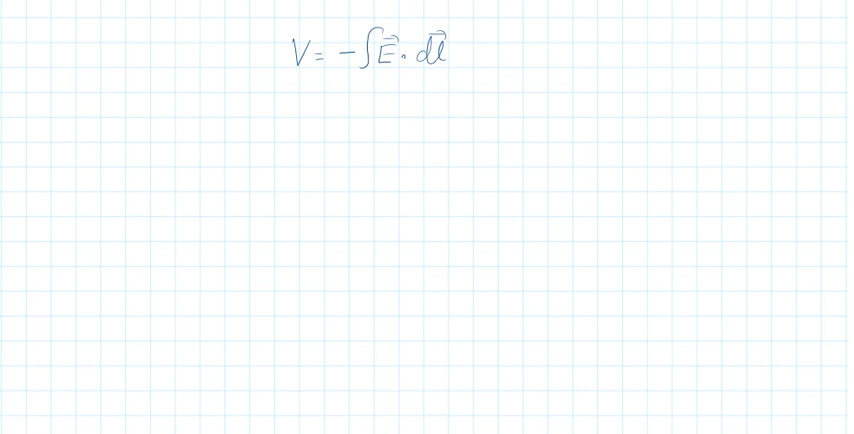 V = -∫E⃗ · dl⃗